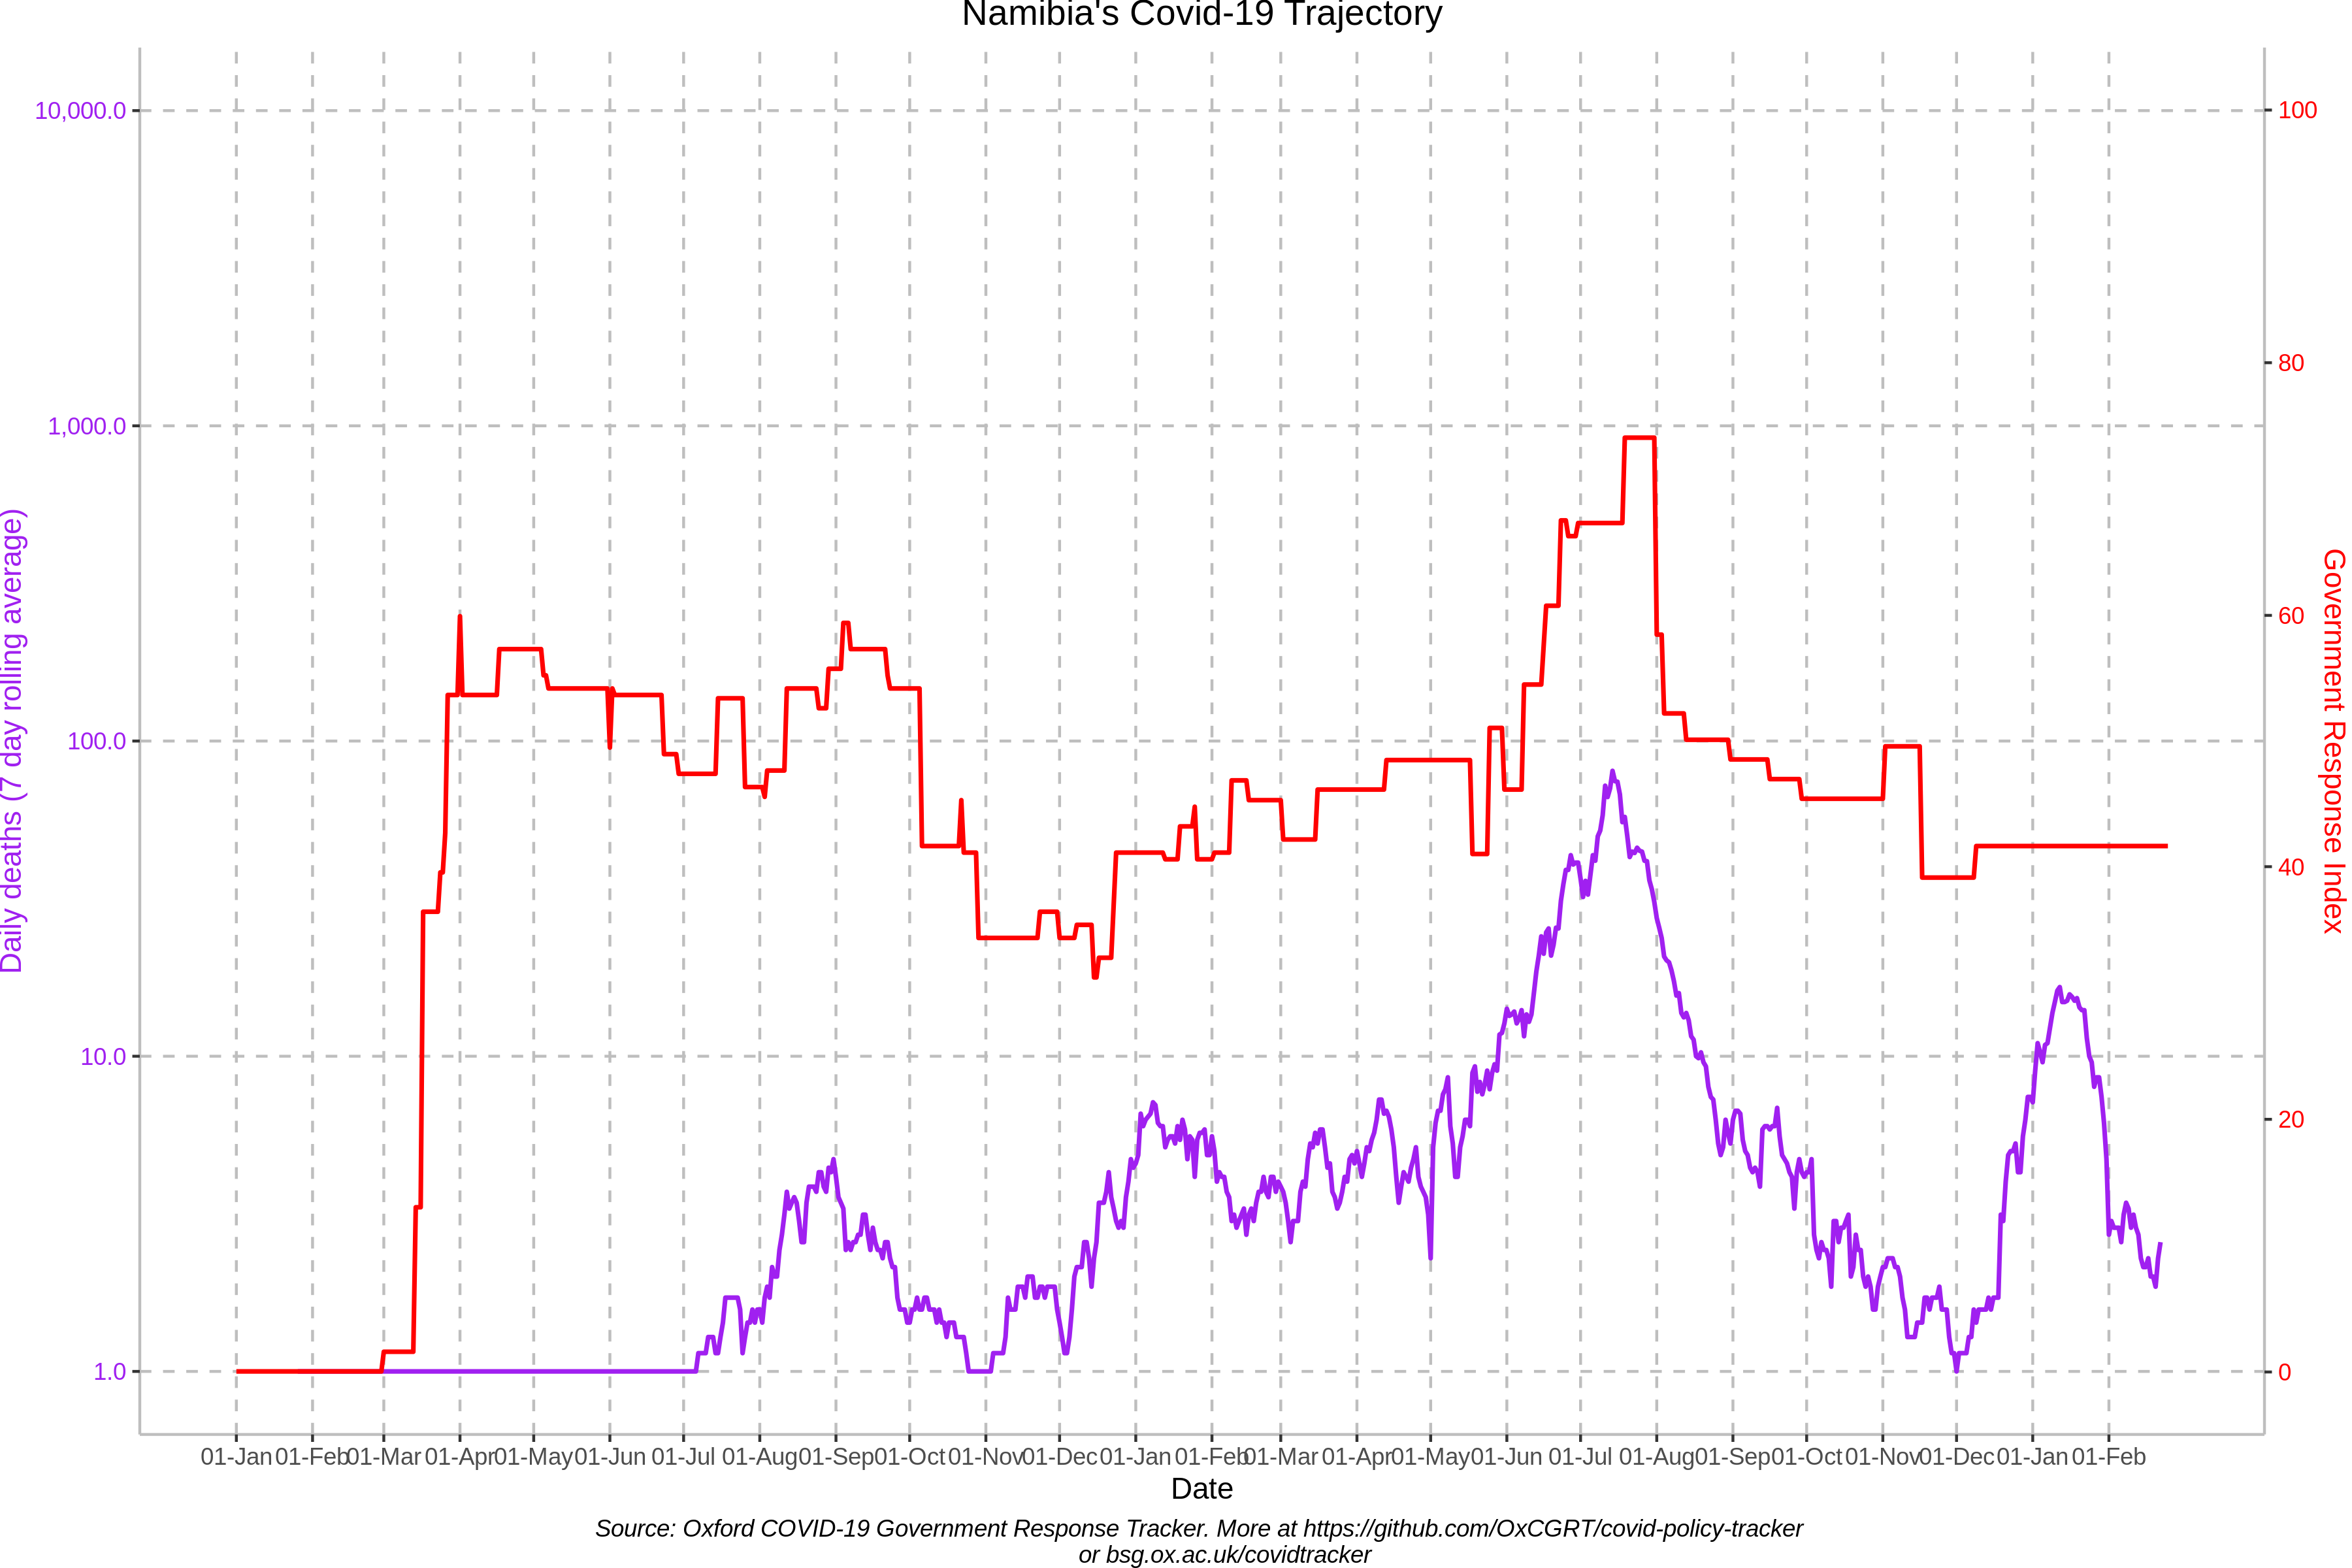 Namibia's Covid-19 Trajectory
10,000.0
1,000.0
100.0
10.0
1.0
Daily deaths (7 day rolling average)
100
80
60
40
20
0
Government Response Index
01-Jan 01-Feb 01-Mar 01-Apr 01-May 01-Jun 01-Jul 01-Aug 01-Sep 01-Oct 01-Nov 01-Dec 01-Jan 01-Feb 01-Mar 01-Apr 01-May 01-Jun 01-Jul 01-Aug 01-Sep 01-Oct 01-Nov 01-Dec 01-Jan 01-Feb
Date
Source: Oxford COVID-19 Government Response Tracker. More at https://github.com/OxCGRT/covid-policy-tracker
or bsg.ox.ac.uk/covidtracker